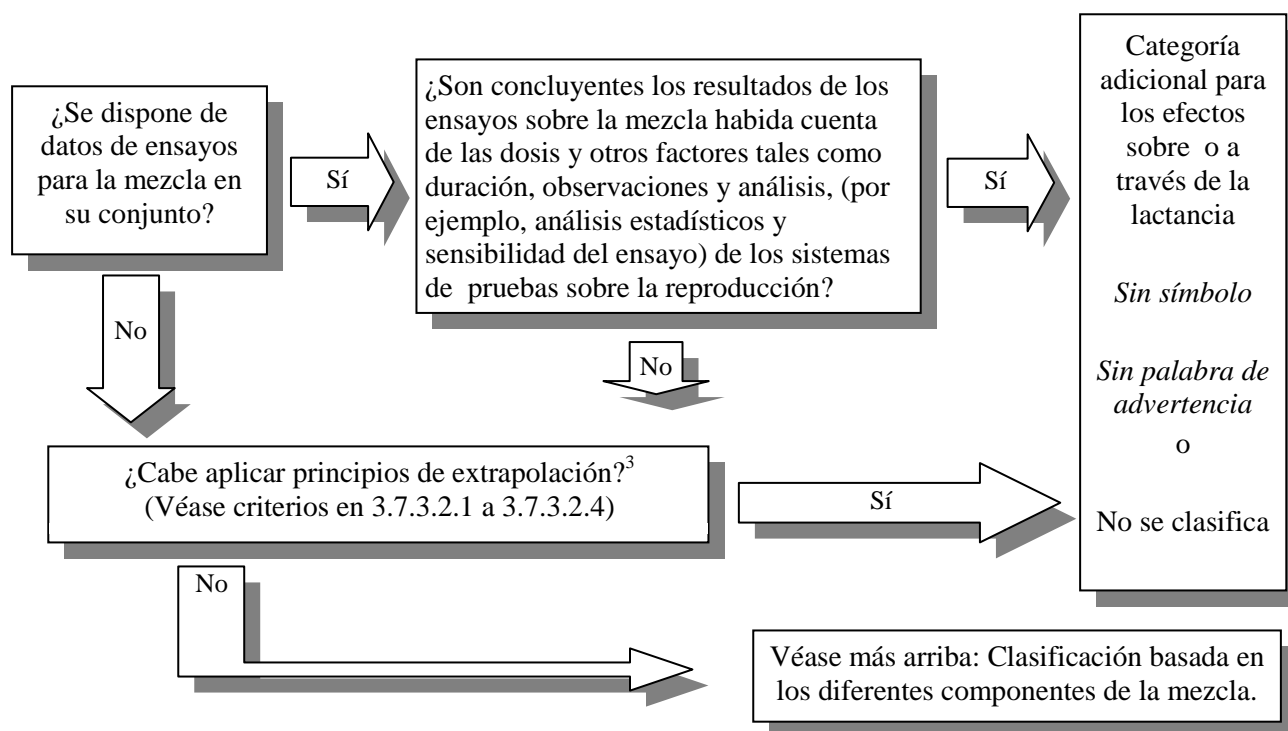 ¿Se dispone de
datos de ensayos
para la mezcla en
su conjunto?
Sí
¿Son concluyentes los resultados de los
ensayos sobre la mezcla habida cuenta
de las dosis y otros factores tales como
duración, observaciones y análisis, (por
ejemplo, análisis estadísticos y
sensibilidad del ensayo) de los sistemas
de pruebas sobre la reproducción?
Sí
Categoría
adicional para
los efectos
sobre o a
través de la
lactancia
Sin símbolo
Sin palabra de
advertencia
o
No se clasifica
No
No
¿Cabe aplicar principios de extrapolación?3
(Véase criterios en 3.7.3.2.1 a 3.7.3.2.4)
Sí
No
Véase más arriba: Clasificación basada en
los diferentes componentes de la mezcla.